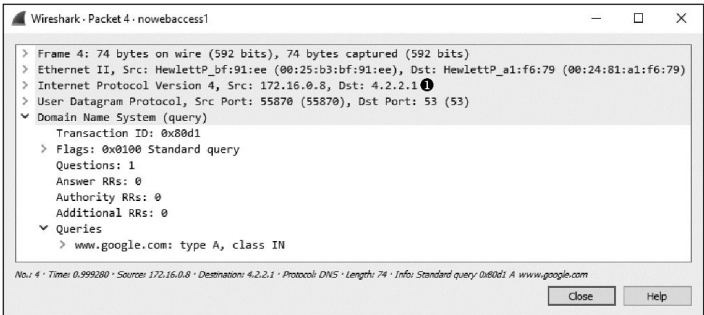 Wireshark · Packet 4 · nowebaccess1
> Frame 4: 74 bytes on wire (592 bits), 74 bytes captured (592 bits)
> Ethernet II, Src: HewlettP_bf:91:ee (00:25:b3:bf:91:ee), Dst: HewlettP_a1:f6:79 (00:24:81:a1:f6:79)
> Internet Protocol Version 4, Src: 172.16.0.8, Dst: 4.2.2.1 ❶
> User Datagram Protocol, Src Port: 55870 (55870), Dst Port: 53 (53)
Domain Name System (query)
Transaction ID: 0x80d1
> Flags: 0x0100 Standard query
Questions: 1
Answer RRs: 0
Authority RRs: 0
Additional RRs: 0
Queries
> www.google.com: type A, class IN
No.: 4 · Time: 0.999280 · Source: 172.16.0.8 · Destination: 4.2.2.1 · Protocol: DNS · Length: 74 · Info: Standard query 0x80d1 A www.google.com
Close Help